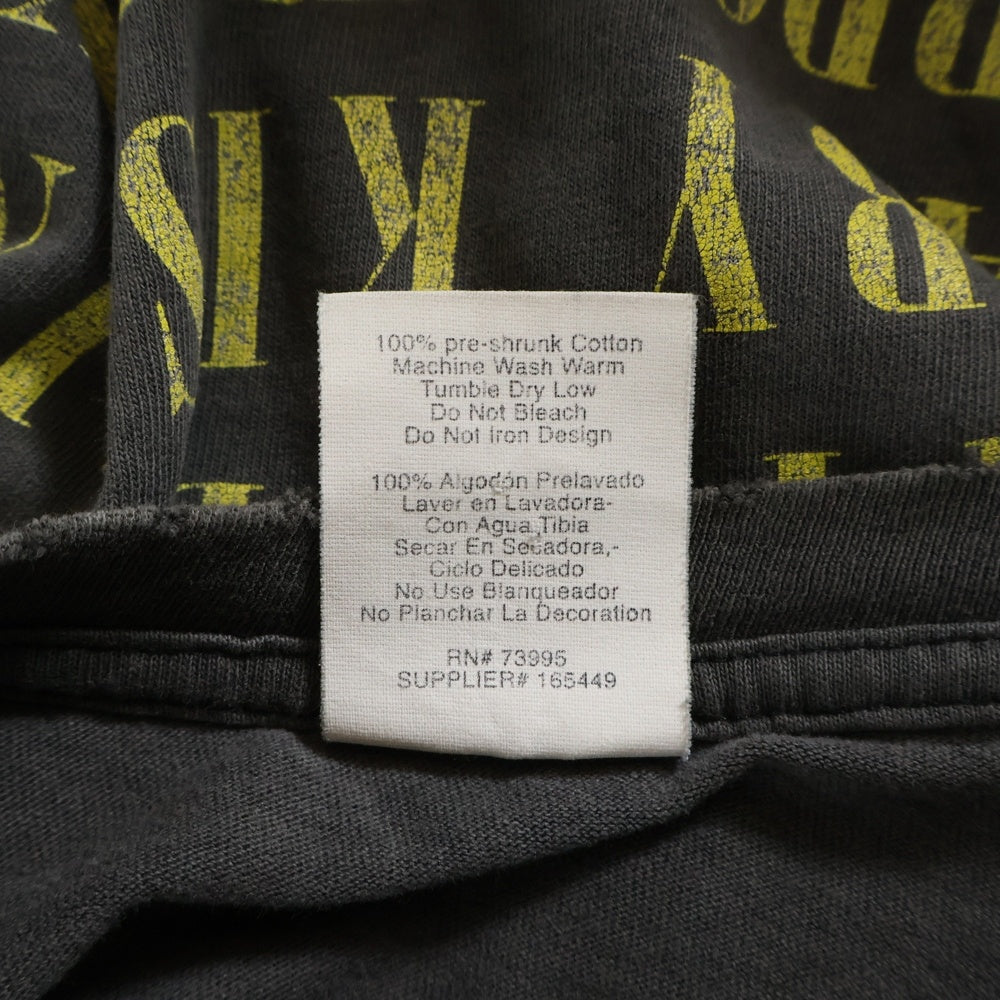 KIS
RY
100% pre-shrunk Cotton
Machine Wash Warm
Tumble Dry Low
Do Not Bleach
Do Not Iron Design
100% Algodón Prelavado
Laver en Lavadora-
Con Agua Tibia
Secar En Secadora,-
Ciclo Delicado
No Use Blanqueador
No Planchar La Decoration
RN# 73995
SUPPLIER# 165449